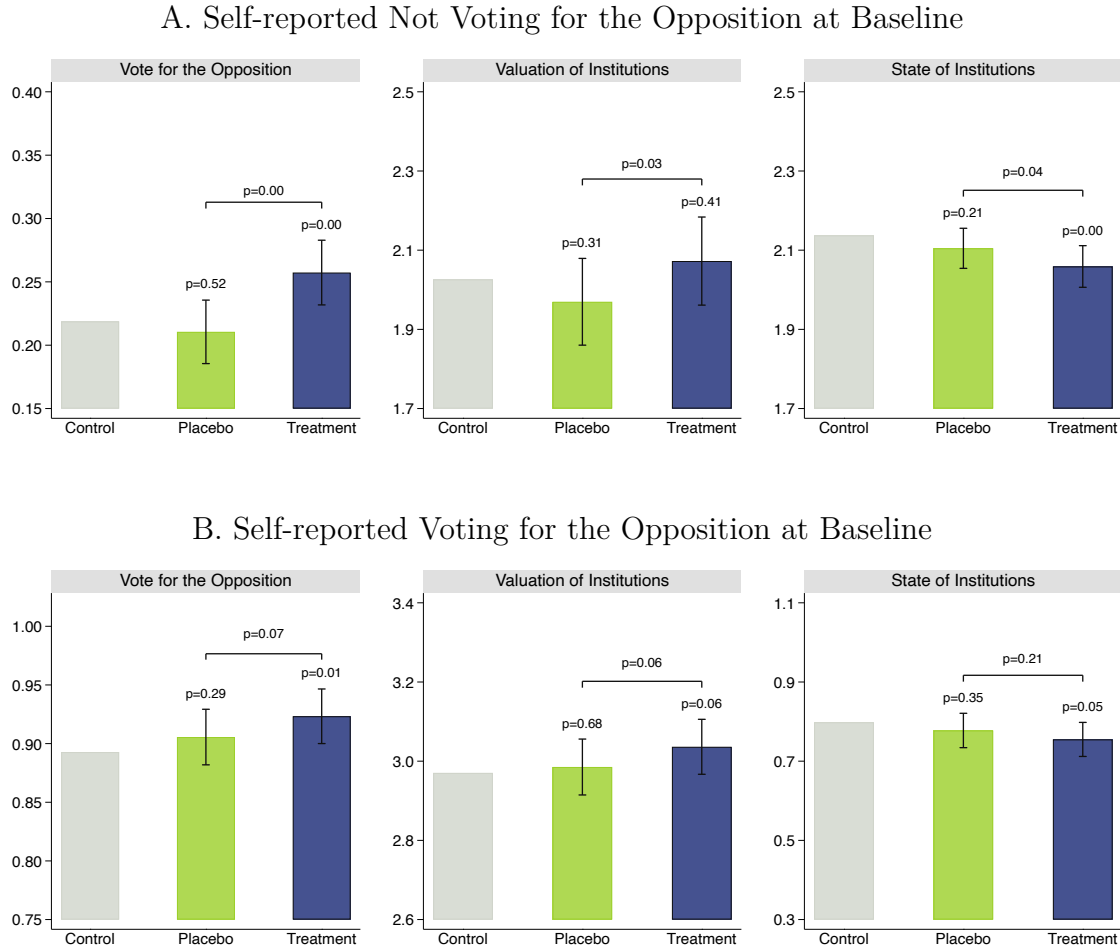 A. Self-reported Not Voting for the Opposition at Baseline
Vote for the Opposition
0.40
0.35
0.30
0.25
0.20
0.15
p=0.00
p=0.52
p=0.00
Control Placebo Treatment
Valuation of Institutions
2.5
2.3
2.1
1.9
1.7
p=0.03
p=0.31
p=0.41
Control Placebo Treatment
State of Institutions
2.5
2.3
2.1
1.9
1.7
p=0.04
p=0.21
p=0.00
Control Placebo Treatment
B. Self-reported Voting for the Opposition at Baseline
Vote for the Opposition
1.00
0.95
0.90
0.85
0.80
0.75
p=0.07
p=0.29
p=0.01
Control Placebo Treatment
Valuation of Institutions
3.4
3.2
3.0
2.8
2.6
p=0.06
p=0.68
p=0.06
Control Placebo Treatment
State of Institutions
1.1
0.9
0.7
0.5
0.3
p=0.21
p=0.35
p=0.05
Control Placebo Treatment